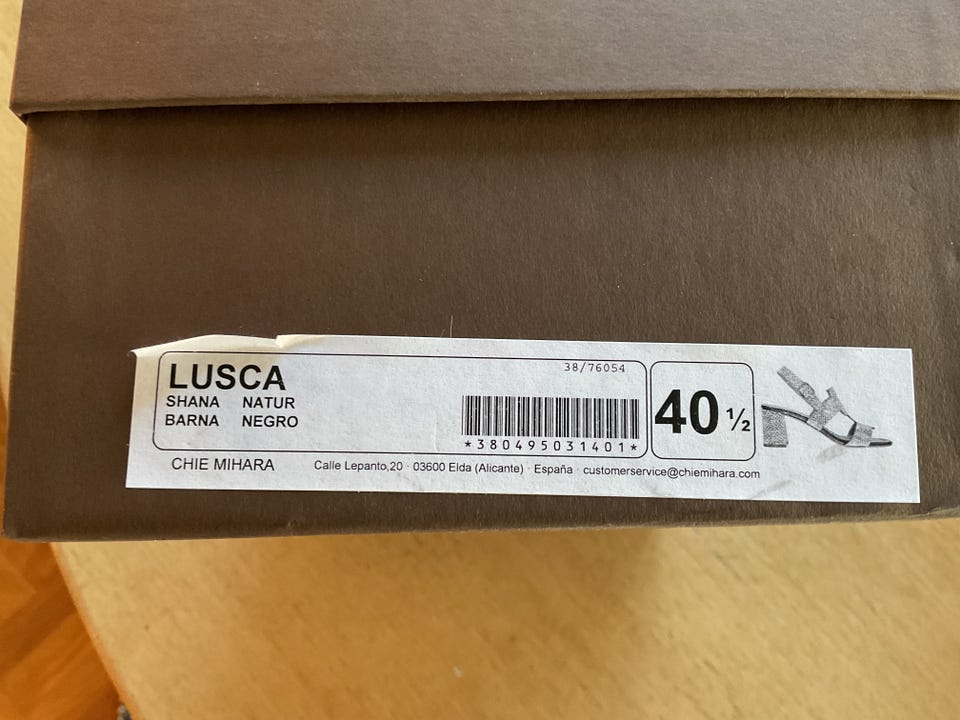 LUSCA
38/76054
SHANA NATUR
BARNA NEGRO
*380495031401*
40 ½
CHIE MIHARA
Calle Lepanto,20 · 03600 Elda (Alicante) · España · customerservice@chiemihara.com